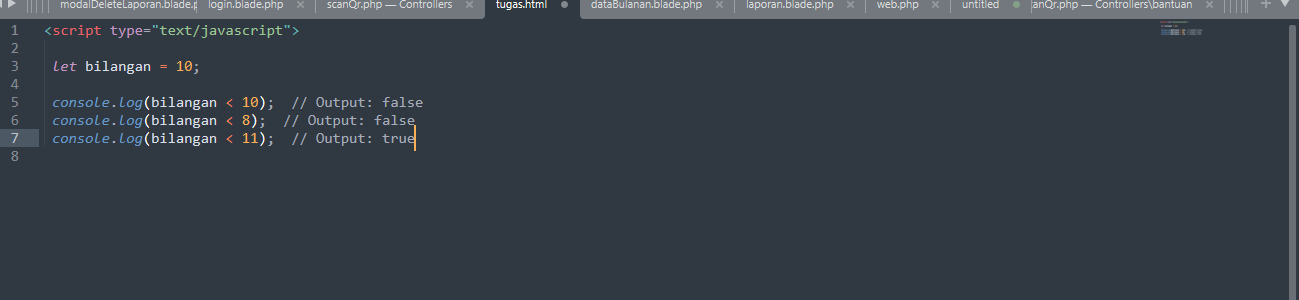 modalDeleteLaporan.blade.p login.blade.php × scanQr.php — Controllers × tugas.html dataBulanan.blade.php × laporan.blade.php × web.php × untitled anQr.php — Controllers\bantuan ×
1 <script type="text/javascript">
2
3 let bilangan = 10;
4
5 console.log(bilangan < 10);  // Output: false
6 console.log(bilangan < 8);  // Output: false
7 console.log(bilangan < 11);  // Output: true
8